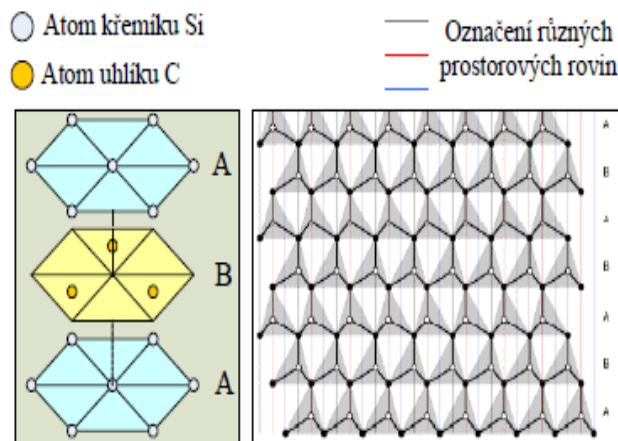 Atom křemíku Si
Atom uhlíku C
Označení různých
prostorových rovin
A
B
A
A
B
A
B
A
B
A